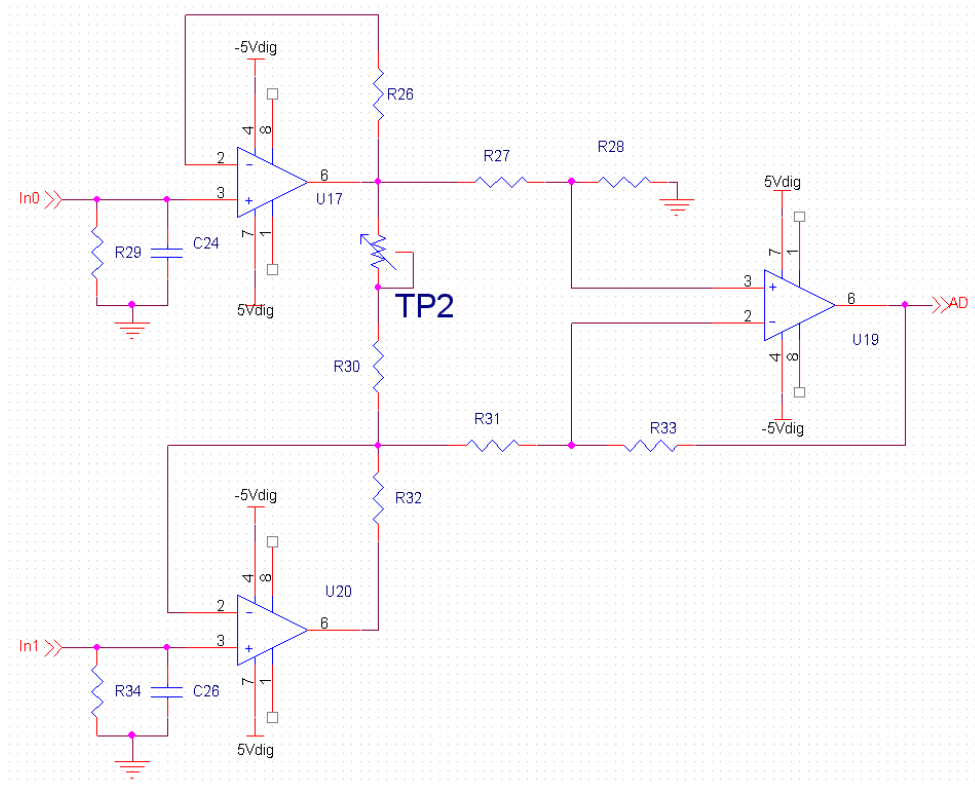 -5Vdig
R26
4
8
2
6
U17
3
In0
R29
C24
7
1
5Vdig
R27
R28
TP2
5Vdig
7
1
3
2
6
AD
U19
4
8
-5Vdig
R30
R31
R33
R32
-5Vdig
4
8
U20
2
6
3
In1
R34
C26
7
1
5Vdig